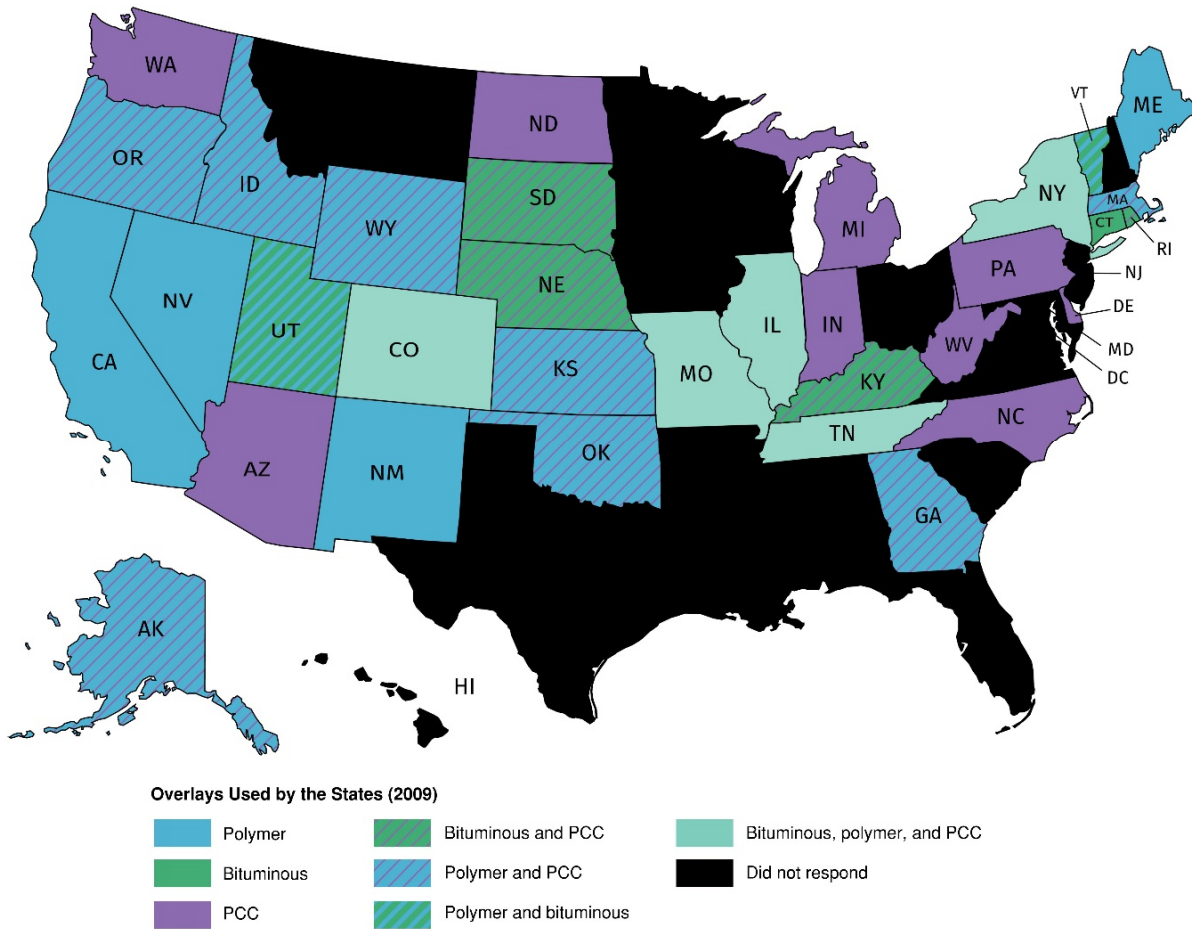 WA
ND
VT
ME
OR
ID
SD
NY
MA
WY
MI
CT
RI
NE
PA
NJ
NV
IL
IN
DE
UT
CO
WV
CA
KS
MO
MD
KY
DC
TN
NC
AZ
NM
OK
GA
AK
HI
Overlays Used by the States (2009)
Polymer
Bituminous and PCC
Bituminous, polymer, and PCC
Bituminous
Polymer and PCC
Did not respond
PCC
Polymer and bituminous